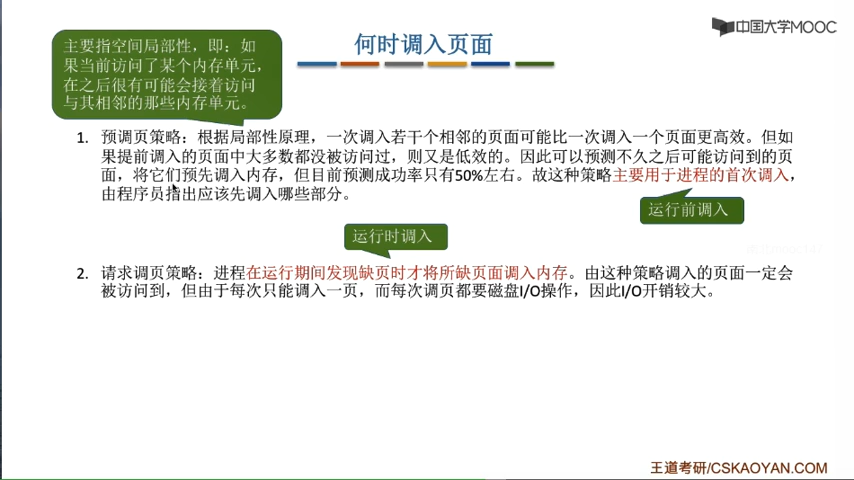 中国大学MOOC
何时调入页面
主要指空间局部性，即：如
果当前访问了某个内存单元，
在之后很有可能会接着访问
与其相邻的那些内存单元。
1. 预调页策略：根据局部性原理，一次调入若干个相邻的页面可能比一次调入一个页面更高效。但如
果提前调入的页面中大多数都没被访问过，则又是低效的。因此可以预测不久之后可能访问到的页
面，将它们预先调入内存，但目前预测成功率只有50%左右。故这种策略主要用于进程的首次调入，
由程序员指出应该先调入哪些部分。
运行前调入
运行时调入
2. 请求调页策略：进程在运行期间发现缺页时才将所缺页面调入内存。由这种策略调入的页面一定会
被访问到，但由于每次只能调入一页，而每次调页都要磁盘I/O操作，因此I/O开销较大。
王道考研/CSKAOYAN.COM